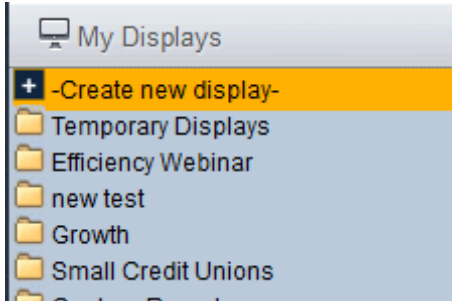 My Displays
-Create new display-
Temporary Displays
Efficiency Webinar
new test
Growth
Small Credit Unions